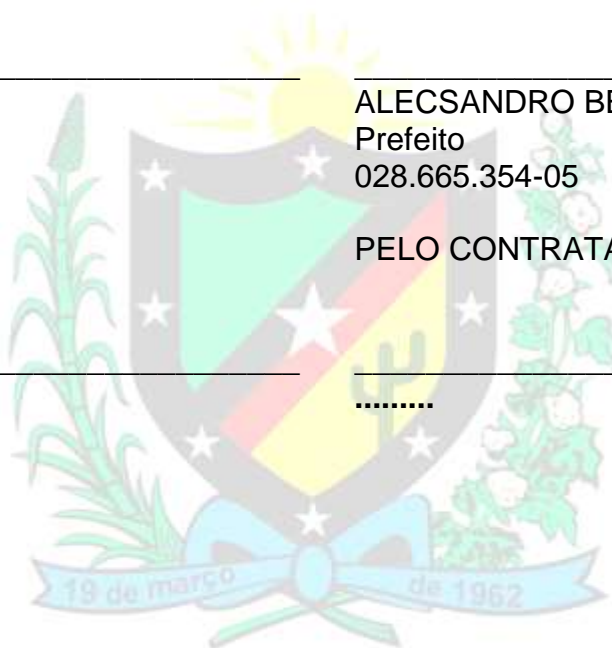 ALECSANDRO BE
Prefeito
028.665.354-05
PELO CONTRATA
.........
19 de março de 1962